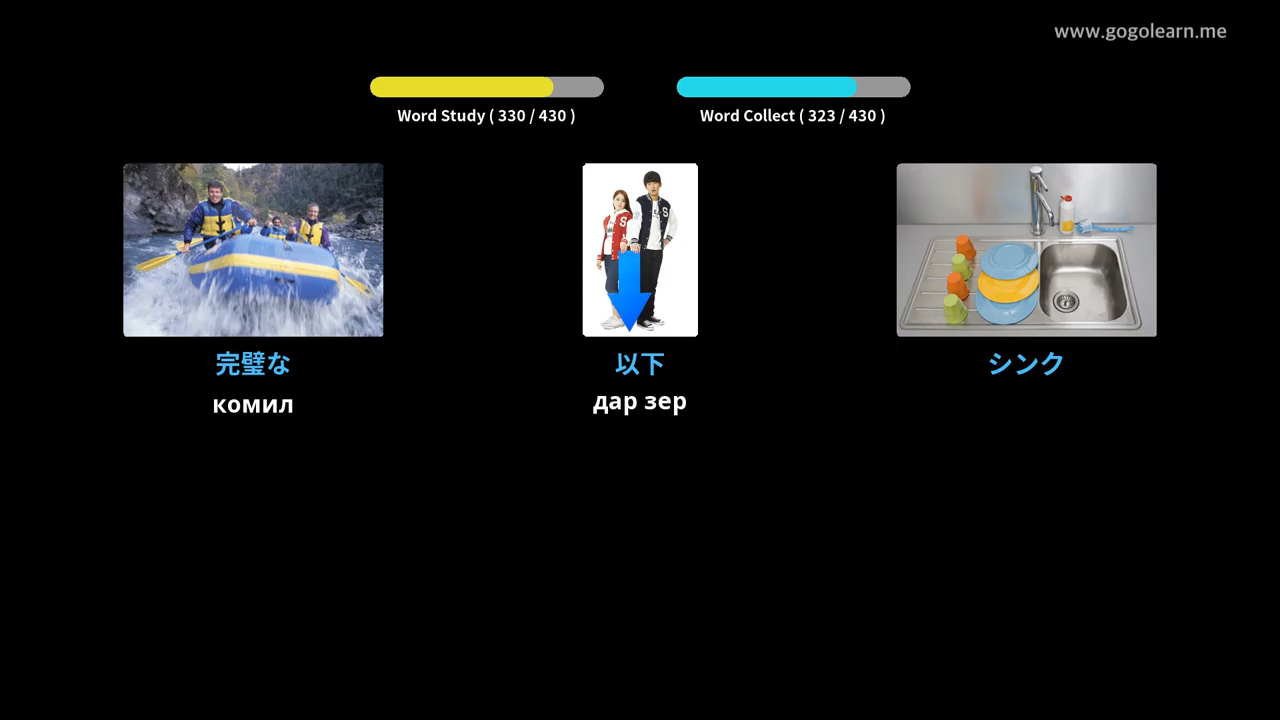 www.gogolearn.me
Word Study ( 330 / 430 )
Word Collect ( 323 / 430 )
S
S
完璧な
以下
シンク
комил
дар зер